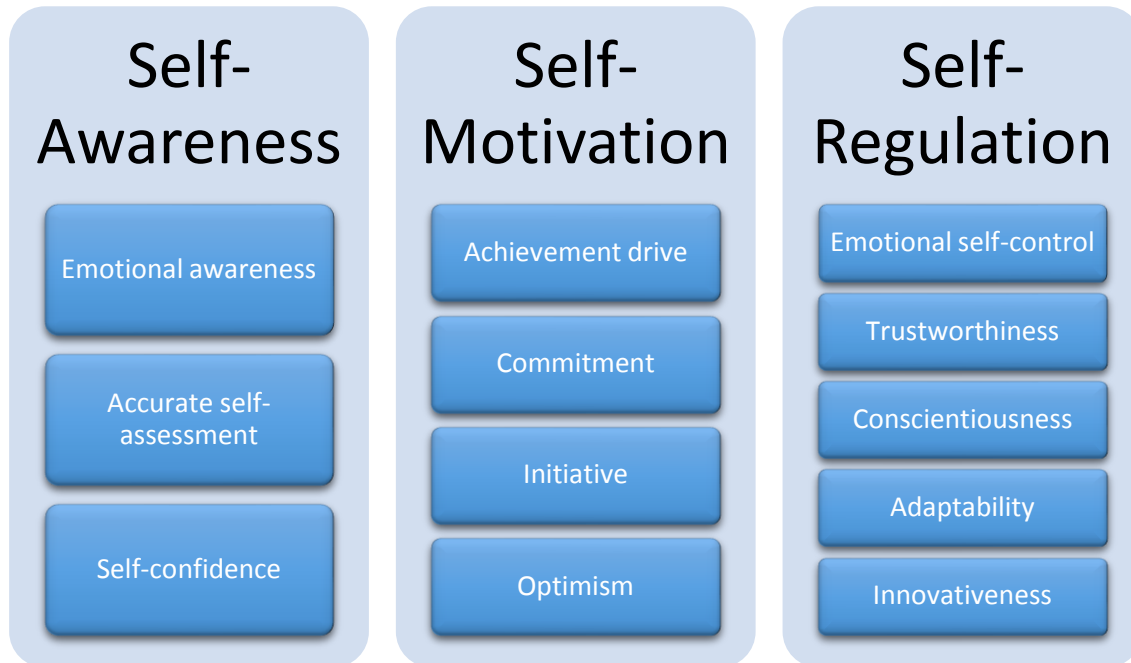 Self-
Awareness
Emotional awareness
Accurate self-
assessment
Self-confidence
Self-
Motivation
Achievement drive
Commitment
Initiative
Optimism
Self-
Regulation
Emotional self-control
Trustworthiness
Conscientiousness
Adaptability
Innovativeness